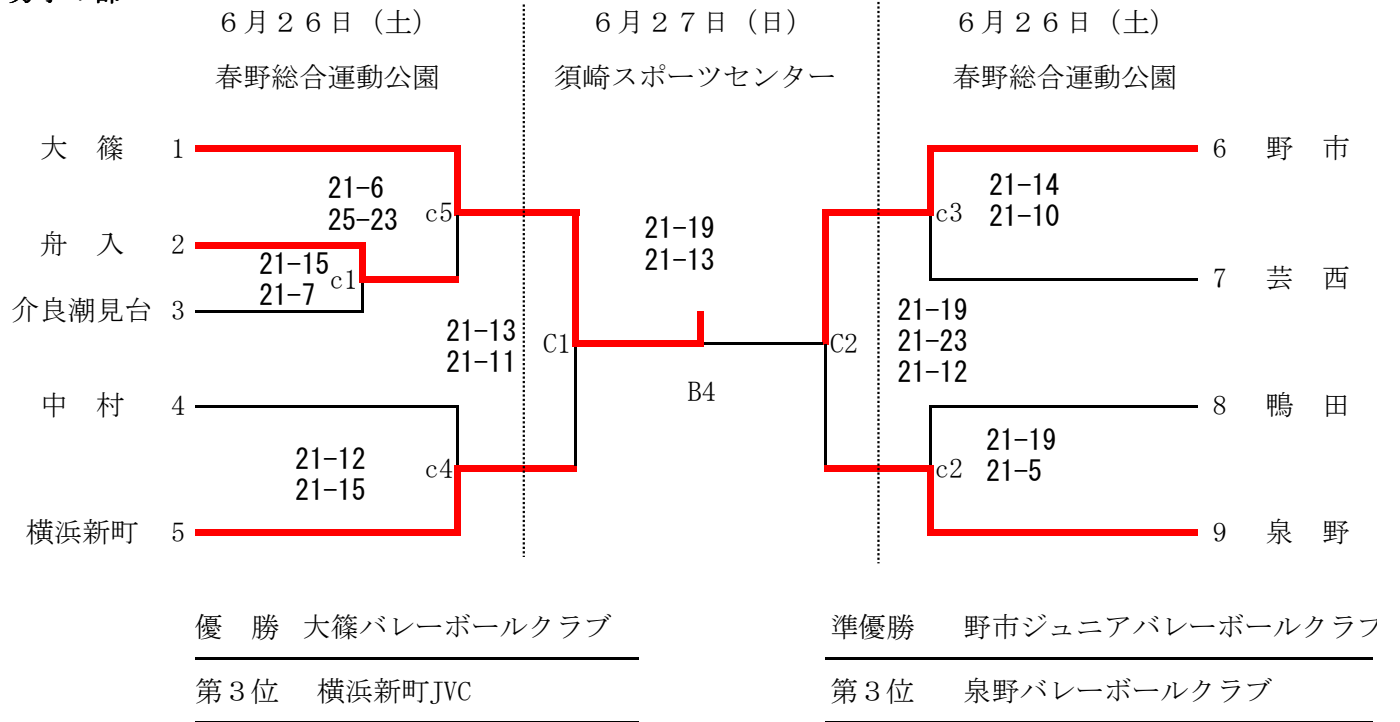 ６月２６日（土）　６月２７日（日）　６月２６日（土）
春野総合運動公園　須崎スポーツセンター　春野総合運動公園
大　篠　1　6　野　市
21-6　21-14
25-23　c5　c3　21-10
21-19
21-13
舟　入　2
21-15　c1
21-7
7　芸　西
介良潮見台　3
21-13　C1　C2　21-19
21-11　21-23
21-12
B4
中　村　4　8　鴨　田
21-12　c4　c2　21-19
21-15　21-5
横浜新町　5　9　泉　野
優　勝　大篠バレーボールクラブ　準優勝　野市ジュニアバレーボールクラブ
第３位　横浜新町JVC　第３位　泉野バレーボールクラブ